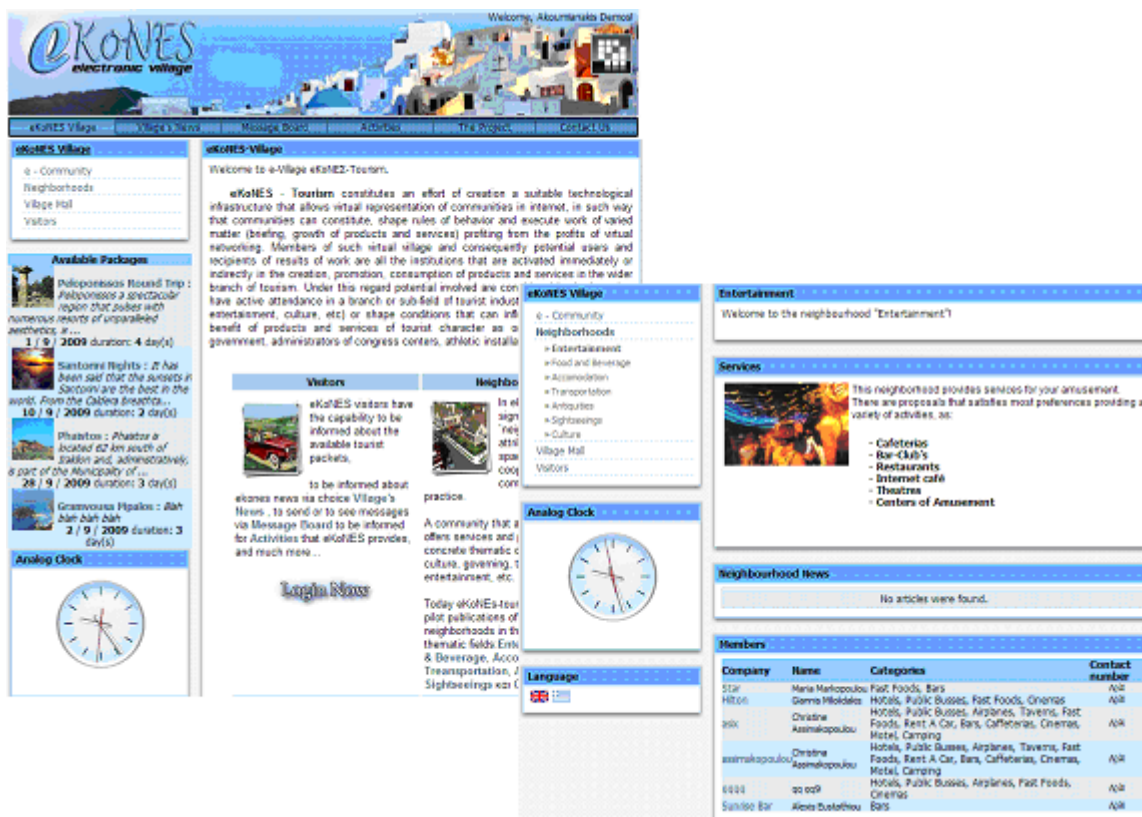 Welcome, Akoumianakis Demos!
eKoNES
electronic village
eKoNES Village
Village's News
Message Board
Activities
The Project
Contact Us
eKoNES Village
e - Community
Neighborhoods
Village Mall
Visitors
Available Packages
Peloponissos Round Trip :
Peloponissos a spectacular
region that pulses with
numerous resorts of unparalleled
aesthetics, is ...
1 / 9 / 2009 duration: 4 day(s)
Santorini Nights : It has
been said that the sunsets in
Santorini are the best in the
world. From the Caldera breathta...
10 / 9 / 2009 duration: 2 day(s)
Phaistos : Phaistos is
located 62 km south of
Iraklion and, administratively,
is part of the Municipality of ...
28 / 9 / 2009 duration: 3 day(s)
Gramvousa Mpalos : Blah
blah blah blah
2 / 9 / 2009 duration: 3
day(s)
Analog Clock
eKoNES-Village
Welcome to e-Village eKoNES-Tourism.
eKoNES - Tourism constitutes an effort of creation a suitable technological
infrastructure that allows virtual representation of communities in internet, in such way
that communities can constitute, shape rules of behavior and execute work of varied
matter (briefing, growth of products and services) profiting from the profits of virtual
networking. Members of such virtual village and consequently potential users and
recipients of results of work are all the institutions that are activated immediately or
indirectly in the creation, promotion, consumption of products and services in the wider
branch of tourism. Under this regard potential involved are
have active attendance in a branch or sub-field of tourist
entertainment, culture, etc) or shape conditions that can
benefit of products and services of tourist character as
government, administrators of congress centers, athletic
Visitors
eKoNES visitors have
the capability to be
informed about the
available tourist
packets,
to be informed about
ekones news via choice Village's
News , to send or to see messages
via Message Board to be informed
for Activities that eKoNES provides,
and much more ...
Login Now
In
practice.
A community that
offers services and
concrete thematic
culture, governing,
entertainment, etc.
Today eKoNEs-tour
pilot publications of
neighborhoods in
thematic fields
& Beverage,
Treansportation,
Sightseeings και
eKoNES Village
e - Community
Neighborhoods
» Entertainment
» Food and Beverage
» Accomodation
» Transportation
» Antiquities
» Sightseeings
» Culture
Village Mall
Visitors
Analog Clock
Language
Entertainment
Welcome to the neighbourhood "Entertainment"!
Services
This neighborhood provides services for your amusement.
There are proposals that satisfies most preferences providing a
variety of activities, as:
- Cafeterias
- Bar-Club's
- Restaurants
- Internet café
- Theatres
- Centers of Amusement
Neighbourhood News
No articles were found.
Members
Company Name Categories Contact number
Star Maria Markopoulou Fast Foods, Bars
Hilton Giannis Milolidakis Hotels, Public Busses, Fast Foods, Cinemas
asix Christine Assimakopoulou Hotels, Public Busses, Airplanes, Taverns, Fast
Foods, Rent A Car, Bars, Caffeterias, Cinemas,
Motel, Camping
assimakopoulou Christine Assimakopoulou Hotels, Public Busses, Airplanes, Taverns, Fast
Foods, Rent A Car, Bars, Caffeterias, Cinemas,
Motel, Camping
qqqq qq qq9 Hotels, Public Busses, Airplanes, Fast Foods,
Cinemas
Sunrise Bar Alexis Eustathiou Bars